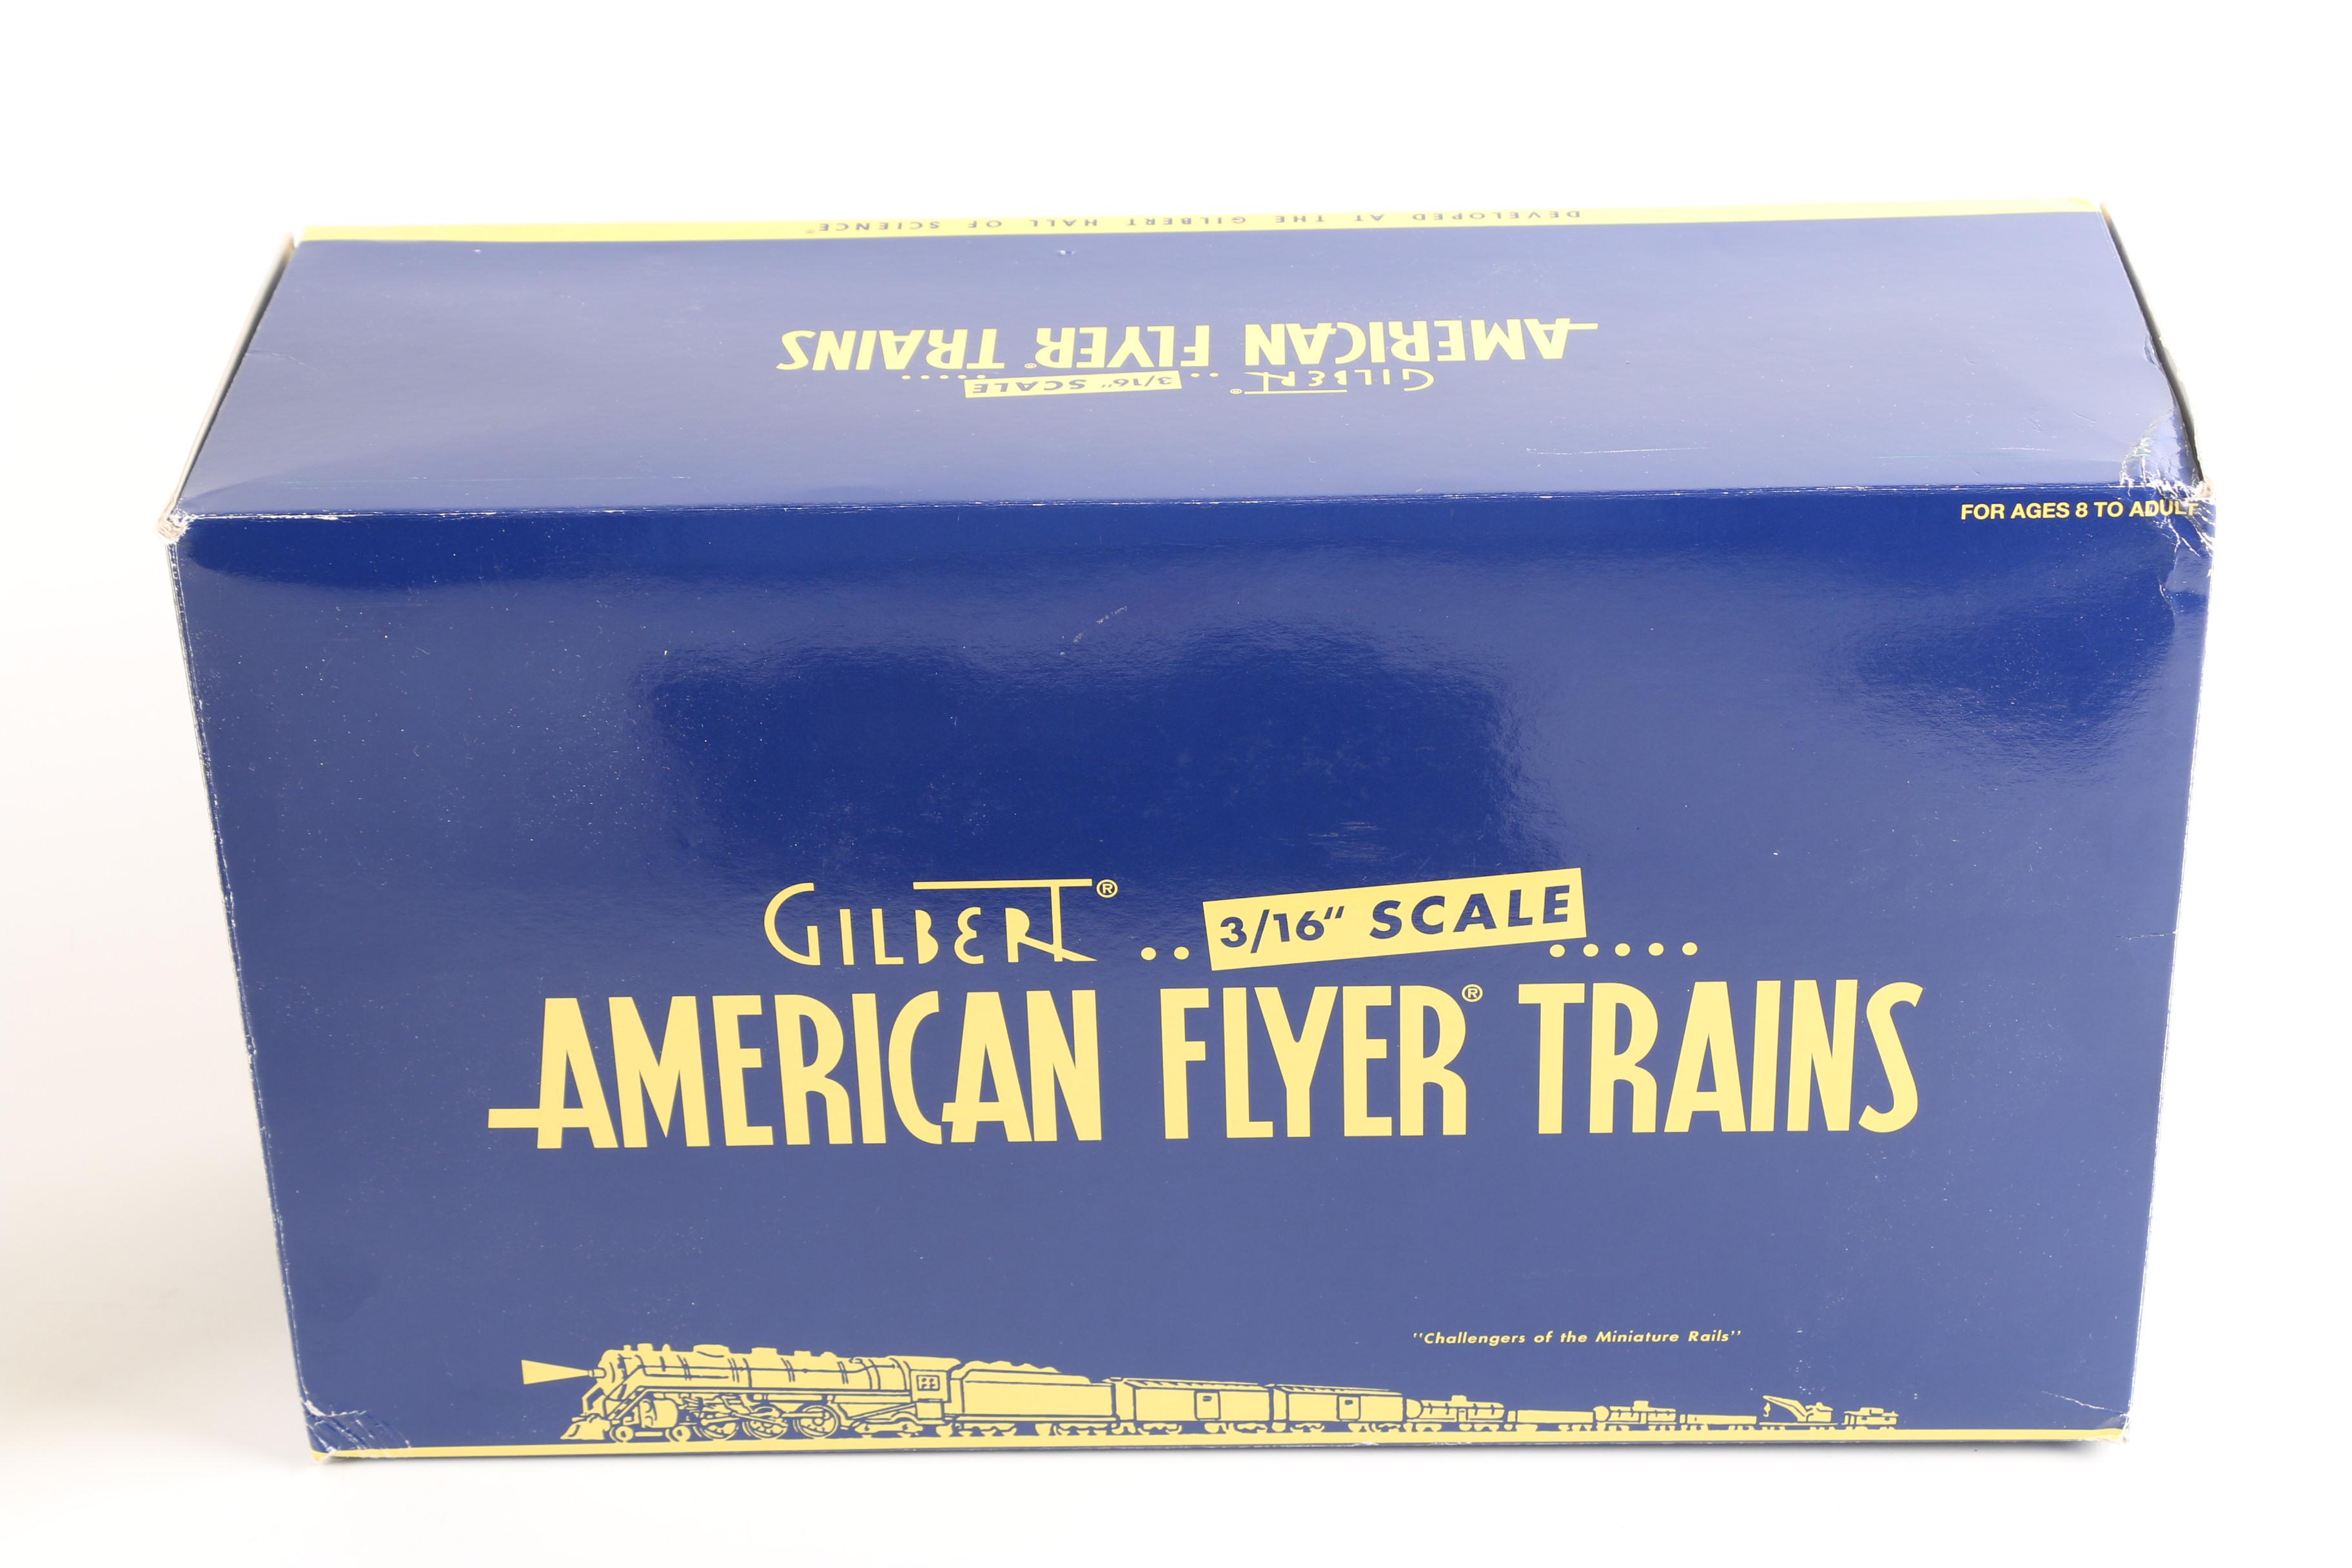 DEVELOPED AT THE GILBERT HALL OF SCIENCE
AMERICAN FLYER® TRAINS
GILBERT® .. 3/16" SCALE .....
FOR AGES 8 TO ADULT
GILBERT® .. 3/16" SCALE .....
AMERICAN FLYER® TRAINS
"Challengers of the Miniature Rails"